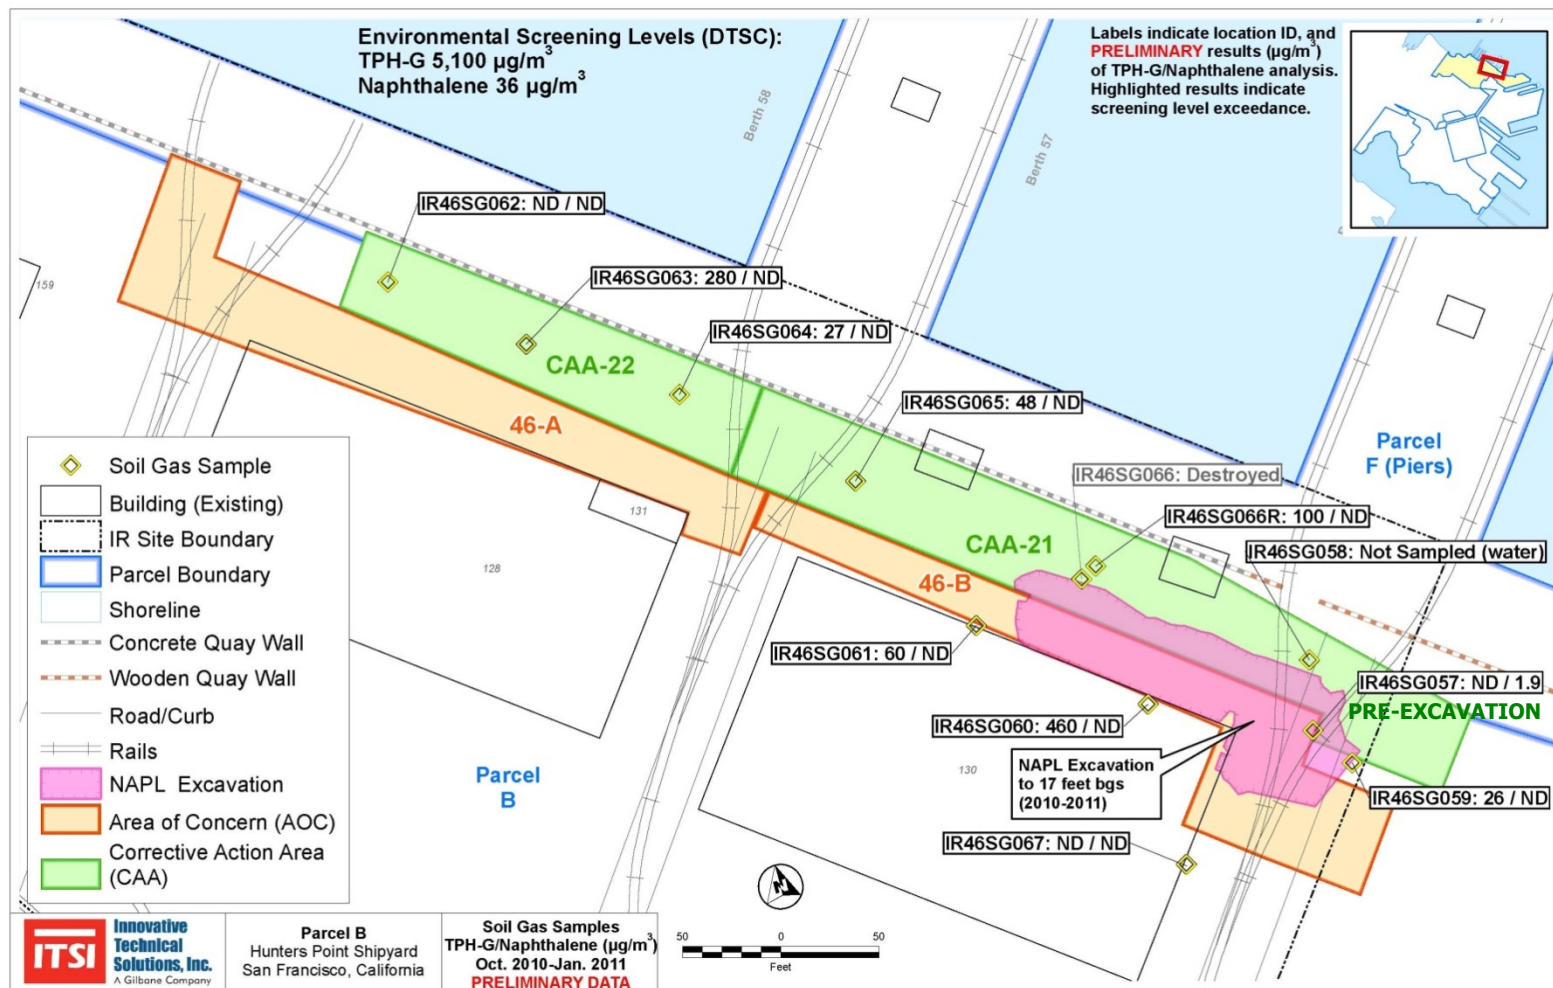 Environmental Screening Levels (DTSC):
TPH-G 5,100 µg/m³
Naphthalene 36 µg/m³
Labels indicate location ID, and
PRELIMINARY results (µg/m³)
of TPH-G/Naphthalene analysis.
Highlighted results indicate
screening level exceedance.
Berth 58
Berth 57
IR46SG062: ND / ND
IR46SG063: 280 / ND
IR46SG064: 27 / ND
IR46SG065: 48 / ND
159
CAA-22
46-A
Parcel
F (Piers)
IR46SG066: Destroyed
IR46SG066R: 100 / ND
IR46SG058: Not Sampled (water)
CAA-21
46-B
131
128
IR46SG061: 60 / ND
IR46SG057: ND / 1.9
PRE-EXCAVATION
IR46SG060: 460 / ND
NAPL Excavation
to 17 feet bgs
(2010-2011)
130
IR46SG059: 26 / ND
IR46SG067: ND / ND
Parcel
B
Soil Gas Sample
Building (Existing)
IR Site Boundary
Parcel Boundary
Shoreline
Concrete Quay Wall
Wooden Quay Wall
Road/Curb
Rails
NAPL Excavation
Area of Concern (AOC)
Corrective Action Area
(CAA)
N
50 0 50
Feet
ITSI
Innovative
Technical
Solutions, Inc.
A Gilbane Company
Parcel B
Hunters Point Shipyard
San Francisco, California
Soil Gas Samples
TPH-G/Naphthalene (µg/m³)
Oct. 2010-Jan. 2011
PRELIMINARY DATA